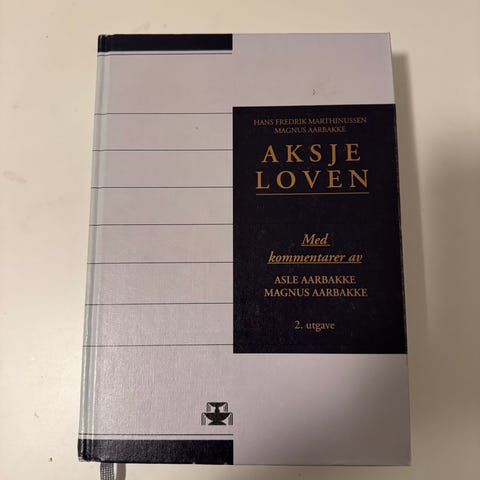 HANS FREDRIK MARTHINUSSEN
MAGNUS AARBAKKE
AKSJE
LOVEN
Med
kommentarer av
ASLE AARBAKKE
MAGNUS AARBAKKE
2. utgave